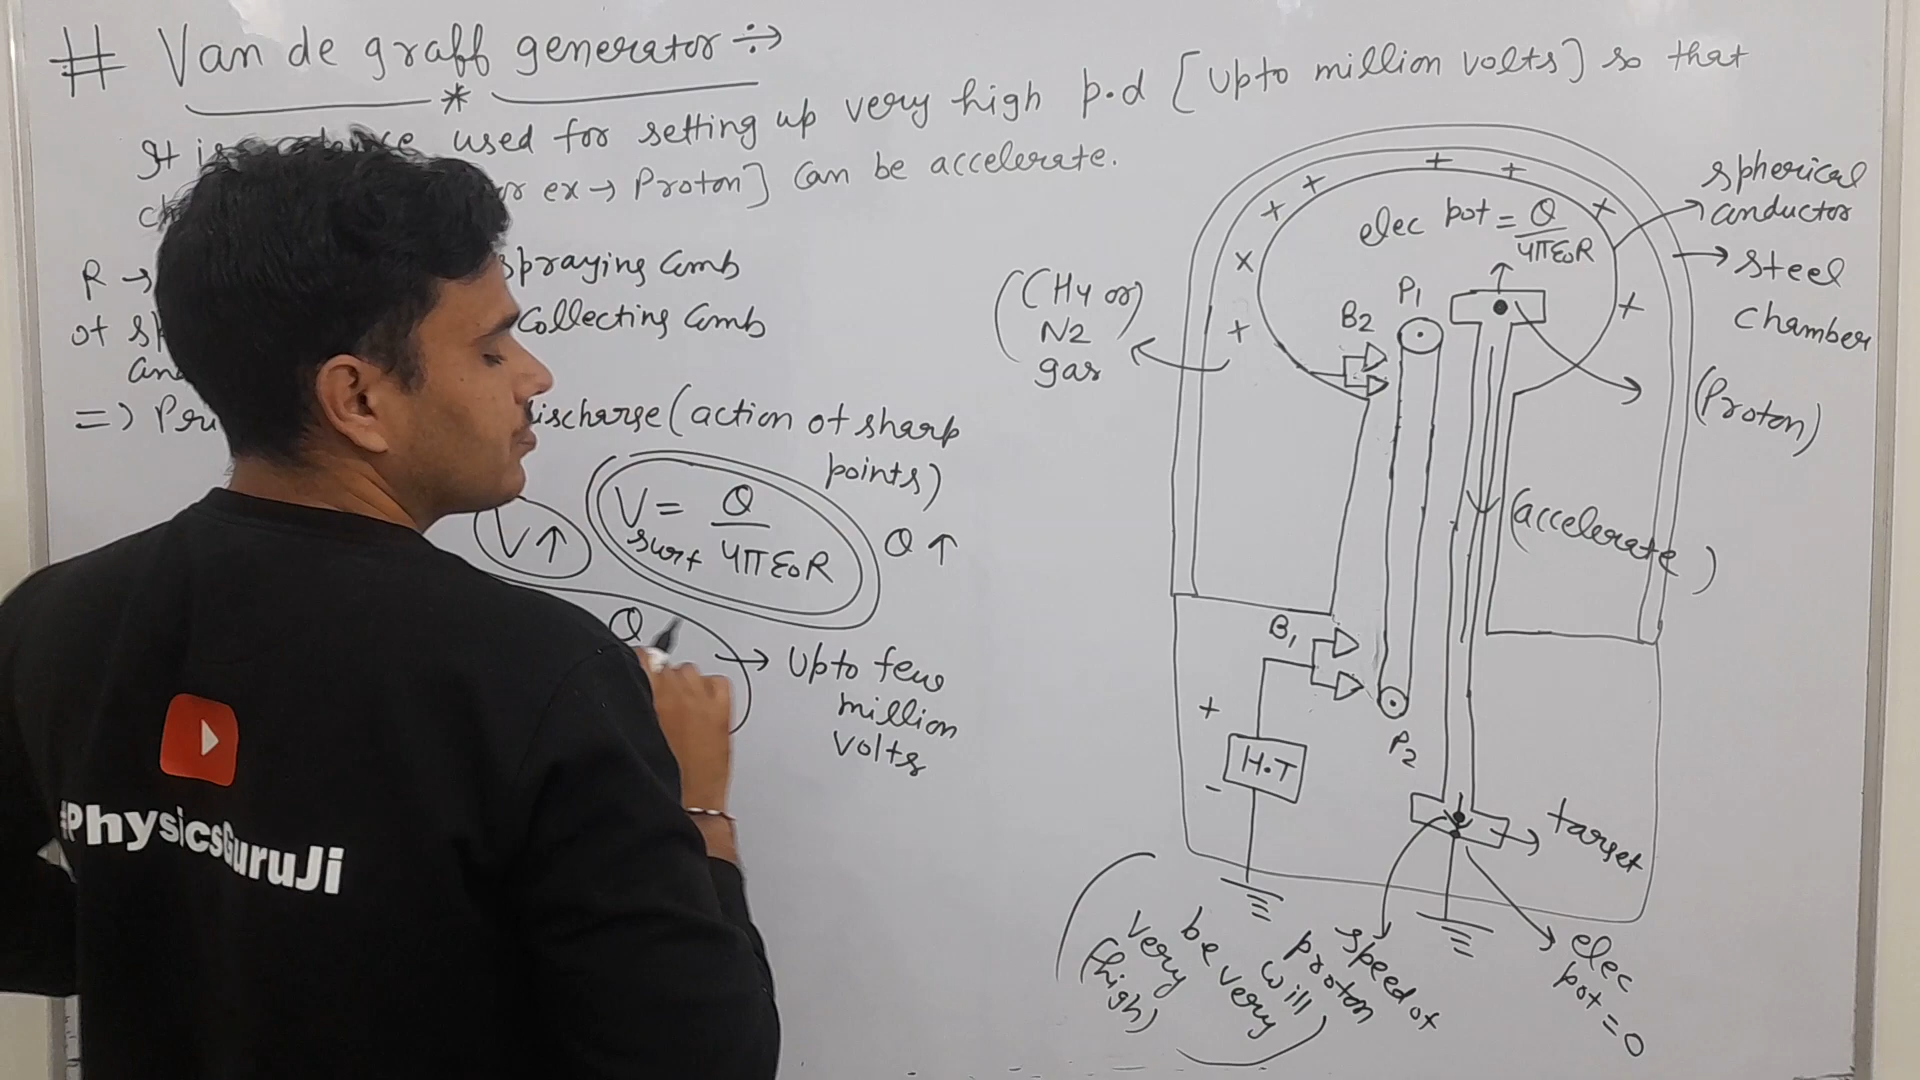 # Van de graff generator ÷>
*
It is used for setting up very high p.d [Upto million volts] so that
ex → Proton] can be accelerate.
R →
spraying Comb
of
Collecting Comb
=)
discharge (action of sharp
points)
V↑
V = Q
surf 4πε0R
Q ↑
Q
→ Upto few
million
volts
#PhysicsGuruJi
elec pot = Q
4πε0R
spherical
conductor
steel
chamber
(CH4 or)
N2
gas
P1
B2
(Proton)
(accelerate)
B1
P2
+
H.T
-
target
speed of
proton
will
be very
very
(high)
elec
pot = 0
+ + + + + + + + +